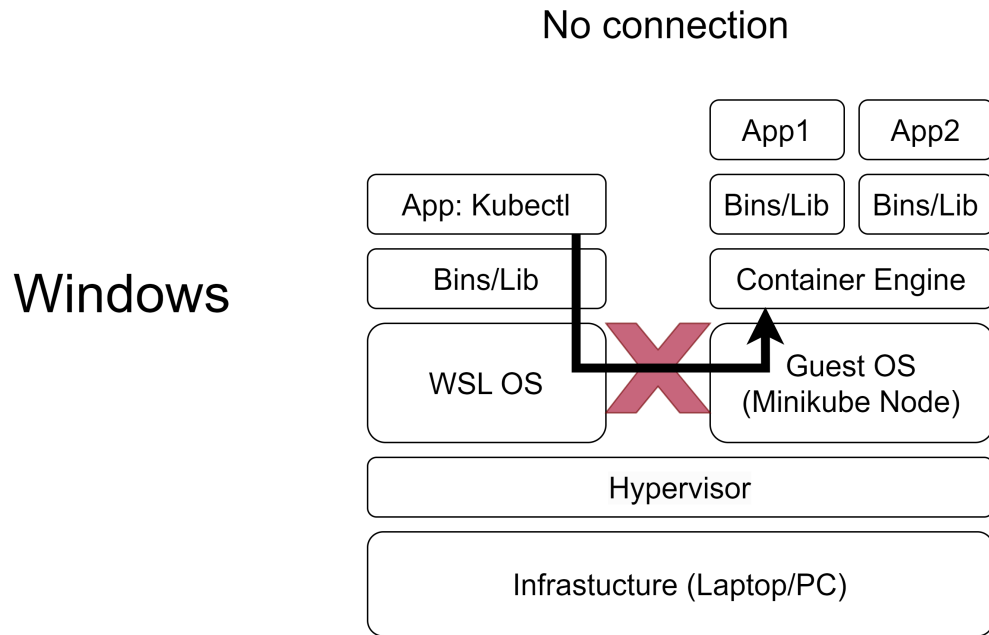 No connection
App1
App2
App: Kubectl
Bins/Lib
Bins/Lib
Windows
Bins/Lib
Container Engine
WSL OS
Guest OS
(Minikube Node)
Hypervisor
Infrastucture (Laptop/PC)